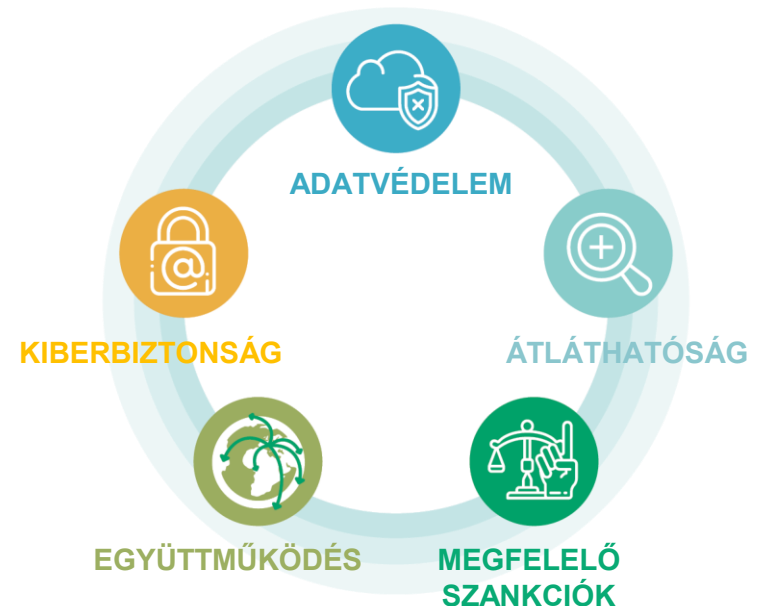 ADATVÉDELEM
KIBERBIZTONSÁG
ÁTLÁTHATÓSÁG
EGYÜTTMŰKÖDÉS
MEGFELELŐ
SZANKCIÓK